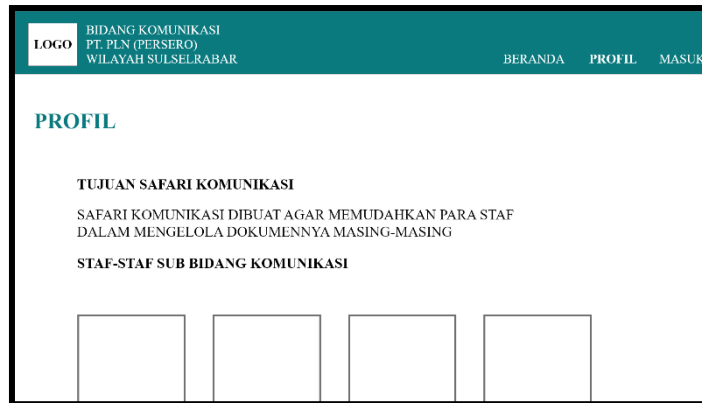 LOGO
BIDANG KOMUNIKASI
PT. PLN (PERSERO)
WILAYAH SULSELRABAR
BERANDA PROFIL MASUK
PROFIL
TUJUAN SAFARI KOMUNIKASI
SAFARI KOMUNIKASI DIBUAT AGAR MEMUDAHKAN PARA STAF
DALAM MENGELOLA DOKUMENNYA MASING-MASING
STAF-STAF SUB BIDANG KOMUNIKASI